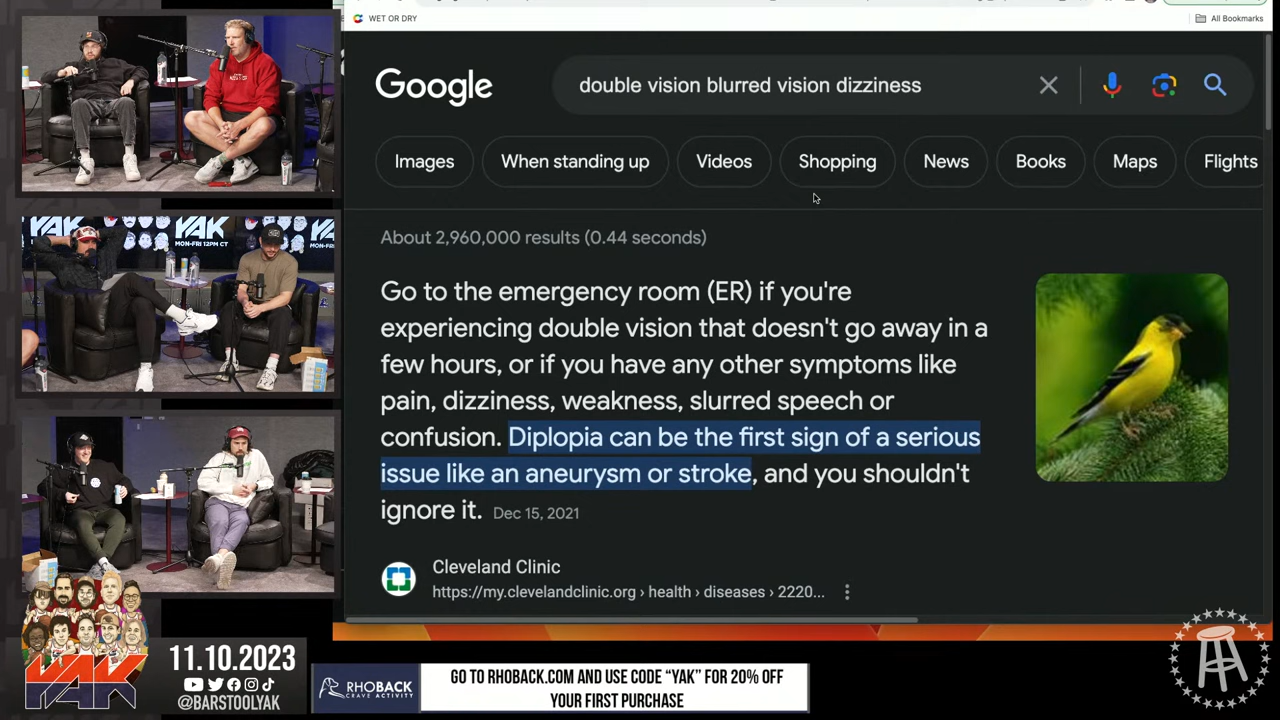 WET OR DRY
All Bookmarks
Google
double vision blurred vision dizziness
Images
When standing up
Videos
Shopping
News
Books
Maps
Flights
About 2,960,000 results (0.44 seconds)
Go to the emergency room (ER) if you're
experiencing double vision that doesn't go away in a
few hours, or if you have any other symptoms like
pain, dizziness, weakness, slurred speech or
confusion. Diplopia can be the first sign of a serious
issue like an aneurysm or stroke, and you shouldn't
ignore it. Dec 15, 2021
Cleveland Clinic
https://my.clevelandclinic.org › health › diseases › 2220...
YAK
YAK
MON-FRI 12PM CT
YAK
YAK
11.10.2023
@BARSTOOLYAK
RHOBACK
CRAVE ACTIVITY
GO TO RHOBACK.COM AND USE CODE “YAK” FOR 20% OFF
YOUR FIRST PURCHASE